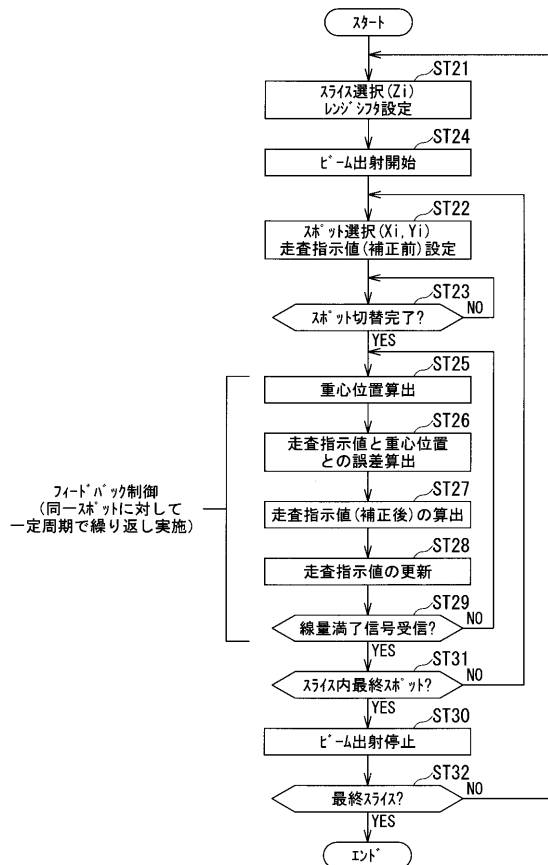 スタート
ST21
スライス選択(Zi)
レンジシフタ設定
ST24
ビーム出射開始
ST22
スポット選択(Xi,Yi)
走査指示値(補正前)設定
ST23
スポット切替完了?
NO
YES
ST25
重心位置算出
ST26
走査指示値と重心位置
との誤差算出
フィードバック制御
(同一スポットに対して
一定周期で繰り返し実施)
ST27
走査指示値(補正後)の算出
ST28
走査指示値の更新
ST29
線量満了信号受信?
NO
YES
ST31
スライス内最終スポット?
NO
YES
ST30
ビーム出射停止
ST32
最終スライス?
NO
YES
エンド